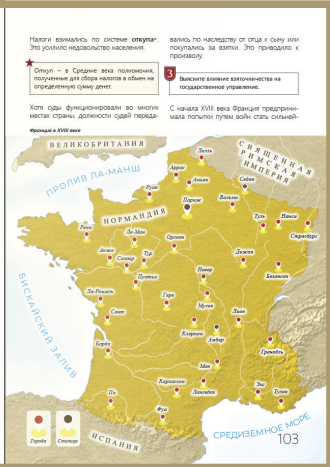 Налоги взимались по системе откупа*.
Это усилило недовольство населения.
Откуп – в Средние века полномочия,
полученные для сбора налогов в обмен на
определенную сумму денег.
Хотя суды функционировали во многих
местах страны, должности судей переда-
вались по наследству от отца к сыну или
покупались за взятки. Это приводило к
произволу.
3
Выясните влияние взяточничества на
государственное управление.
С начала XVIII века Франция предприни-
мала попытки путем войн стать сильней-
Франция в XVIII веке
ВЕЛИКОБРИТАНИЯ
СВЯЩЕННАЯ
РИМСКАЯ
ИМПЕРИЯ
ПРОЛИВ ЛА-МАНШ
Лилль
Аррас
Амьен
Седан
Руан
Париж
Вальми
НОРМАНДИЯ
Туль
Нанси
Страсбург
Ренн
Ле-Ман
Орлеан
Анже
Тур
Сомюр
Дижон
Безансон
Пуатье
Невер
БИСКАЙСКИЙ ЗАЛИВ
Ла-Рошель
Гере
Мулен
Сент
Лион
Клермон
Амбер
Бордо
Гренобль
Ман
Каркассон
Лангедок
Экс
Тулон
По
Фуа
Города
Столица
ИСПАНИЯ
СРЕДИЗЕМНОЕ МОРЕ
103